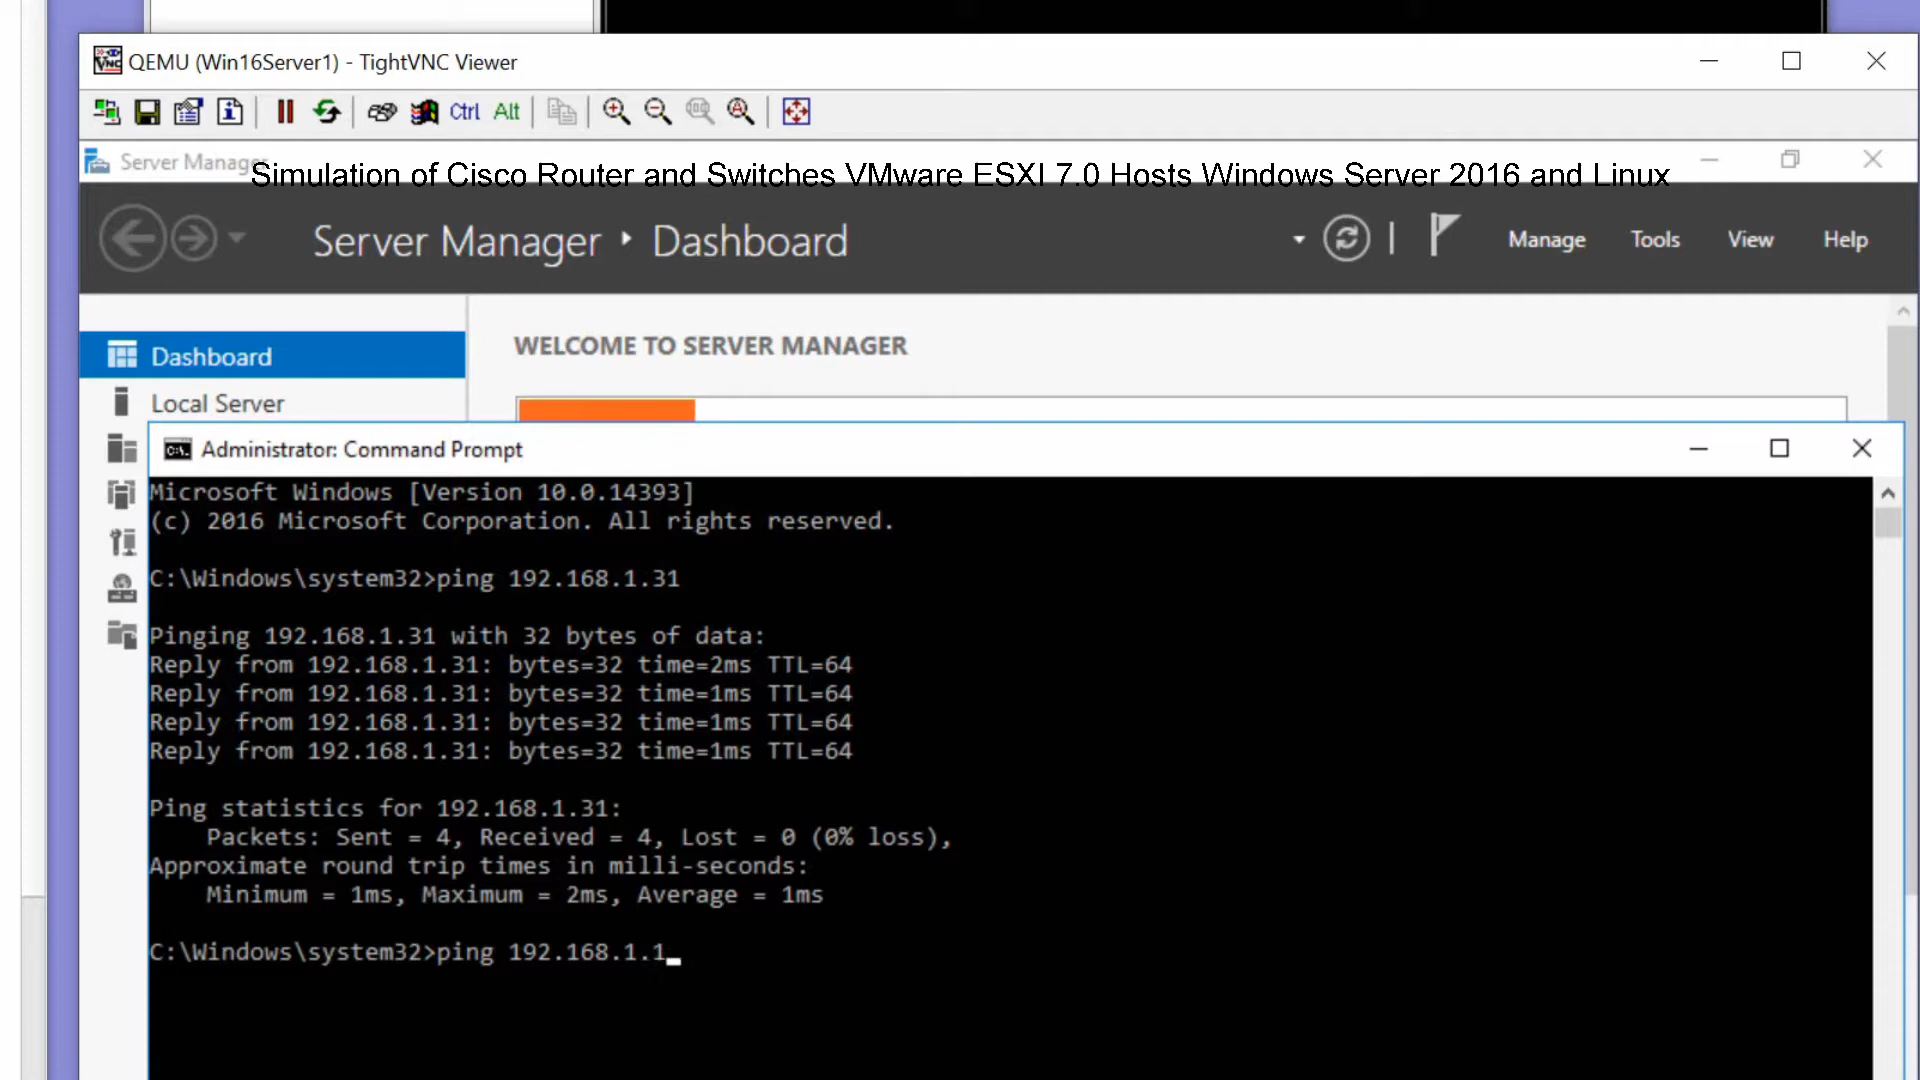 QEMU (Win16Server1) - TightVNC Viewer
Ctrl Alt
Server Manager
Simulation of Cisco Router and Switches VMware ESXI 7.0 Hosts Windows Server 2016 and Linux
Server Manager Dashboard
Manage Tools View Help
Dashboard
WELCOME TO SERVER MANAGER
Local Server
Administrator: Command Prompt
Microsoft Windows [Version 10.0.14393]
(c) 2016 Microsoft Corporation. All rights reserved.
C:\Windows\system32>ping 192.168.1.31
Pinging 192.168.1.31 with 32 bytes of data:
Reply from 192.168.1.31: bytes=32 time=2ms TTL=64
Reply from 192.168.1.31: bytes=32 time=1ms TTL=64
Reply from 192.168.1.31: bytes=32 time=1ms TTL=64
Reply from 192.168.1.31: bytes=32 time=1ms TTL=64
Ping statistics for 192.168.1.31:
Packets: Sent = 4, Received = 4, Lost = 0 (0% loss),
Approximate round trip times in milli-seconds:
Minimum = 1ms, Maximum = 2ms, Average = 1ms
C:\Windows\system32>ping 192.168.1.1